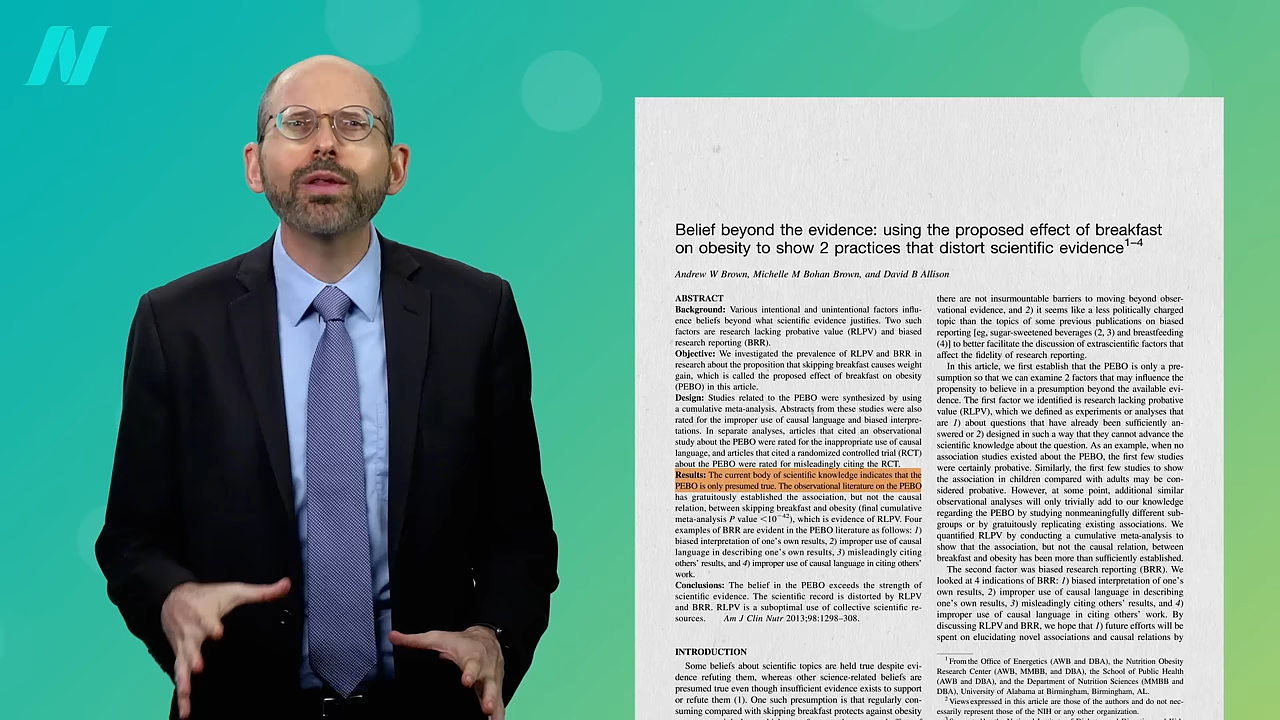 N
Belief beyond the evidence: using the proposed effect of breakfast
on obesity to show 2 practices that distort scientific evidence1–4
Andrew W Brown, Michelle M Bohan Brown, and David B Allison
ABSTRACT
Background: Various intentional and unintentional factors influ-
ence beliefs beyond what scientific evidence justifies. Two such
factors are research lacking probative value (RLPV) and biased
research reporting (BRR).
Objective: We investigated the prevalence of RLPV and BRR in
research about the proposition that skipping breakfast causes weight
gain, which is called the proposed effect of breakfast on obesity
(PEBO) in this article.
Design: Studies related to the PEBO were synthesized by using
a cumulative meta-analysis. Abstracts from these studies were also
rated for the improper use of causal language and biased interpre-
tations. In separate analyses, articles that cited an observational
study about the PEBO were rated for the inappropriate use of causal
language, and articles that cited a randomized controlled trial (RCT)
about the PEBO were rated for misleadingly citing the RCT.
Results: The current body of scientific knowledge indicates that the
PEBO is only presumed true. The observational literature on the PEBO
has gratuitously established the association, but not the causal
relation, between skipping breakfast and obesity (final cumulative
meta-analysis P value <10−42), which is evidence of RLPV. Four
examples of BRR are evident in the PEBO literature as follows: 1)
biased interpretation of one's own results, 2) improper use of causal
language in describing one's own results, 3) misleadingly citing
others' results, and 4) improper use of causal language in citing others'
work.
Conclusions: The belief in the PEBO exceeds the strength of
scientific evidence. The scientific record is distorted by RLPV
and BRR. RLPV is a suboptimal use of collective scientific re-
sources. Am J Clin Nutr 2013;98:1298–308.
INTRODUCTION
Some beliefs about scientific topics are held true despite evi-
dence refuting them, whereas other science-related beliefs are
presumed true even though insufficient evidence exists to support
or refute them (1). One such presumption is that regularly con-
suming compared with skipping breakfast protects against obesity
there are not insurmountable barriers to moving beyond obser-
vational evidence, and 2) it seems like a less politically charged
topic than the topics of some previous publications on biased
reporting [eg, sugar-sweetened beverages (2, 3) and breastfeeding
(4)] to better facilitate the discussion of extrascientific factors that
affect the fidelity of research reporting.
In this article, we first establish that the PEBO is only a pre-
sumption so that we can examine 2 factors that may influence the
propensity to believe in a presumption beyond the available evi-
dence. The first factor we identified is research lacking probative
value (RLPV), which we defined as experiments or analyses that
are 1) about questions that have already been sufficiently an-
swered or 2) designed in such a way that they cannot advance the
scientific knowledge about the question. As an example, when no
association studies existed about the PEBO, the first few studies
were certainly probative. Similarly, the first few studies to show
the association in children compared with adults may be con-
sidered probative. However, at some point, additional similar
observational analyses will only trivially add to our knowledge
regarding the PEBO by studying nonmeaningfully different sub-
groups or by gratuitously replicating existing associations. We
quantified RLPV by conducting a cumulative meta-analysis to
show that the association, but not the causal relation, between
breakfast and obesity has been more than sufficiently established.
The second factor was biased research reporting (BRR). We
looked at 4 indications of BRR: 1) biased interpretation of one's
own results, 2) improper use of causal language in describing
one's own results, 3) misleadingly citing others' results, and 4)
improper use of causal language in citing others' work. By
discussing RLPV and BRR, we hope that 1) future efforts will be
spent on elucidating novel associations and causal relations by
1 From the Office of Energetics (AWB and DBA), the Nutrition Obesity
Research Center (AWB, MMBB, and DBA), the School of Public Health
(AWB and DBA), and the Department of Nutrition Sciences (MMBB and
DBA), University of Alabama at Birmingham, Birmingham, AL.
2 Views expressed in this article are those of the authors and do not neces-
sarily represent those of the NIH or any other organization.